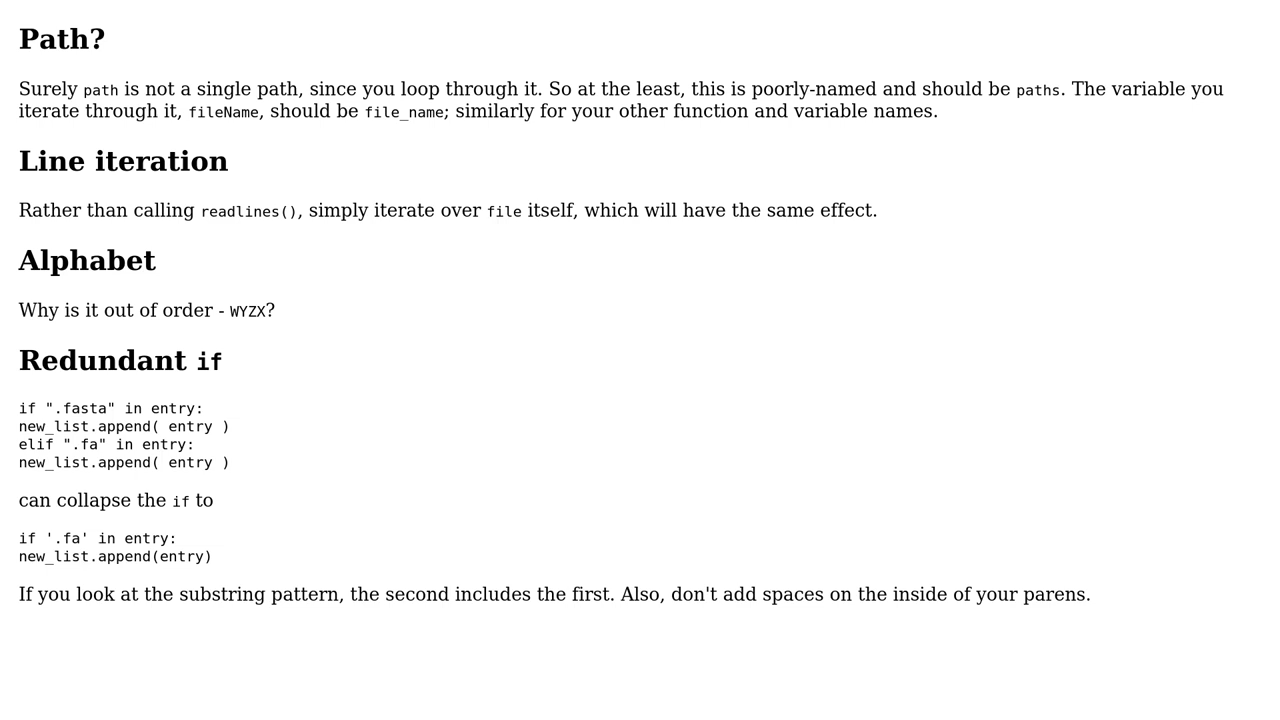 Path?
Surely path is not a single path, since you loop through it. So at the least, this is poorly-named and should be paths. The variable you
iterate through it, fileName, should be file_name; similarly for your other function and variable names.
Line iteration
Rather than calling readlines(), simply iterate over file itself, which will have the same effect.
Alphabet
Why is it out of order - WYZX?
Redundant if
if ".fasta" in entry:
new_list.append( entry )
elif ".fa" in entry:
new_list.append( entry )
can collapse the if to
if '.fa' in entry:
new_list.append(entry)
If you look at the substring pattern, the second includes the first. Also, don't add spaces on the inside of your parens.